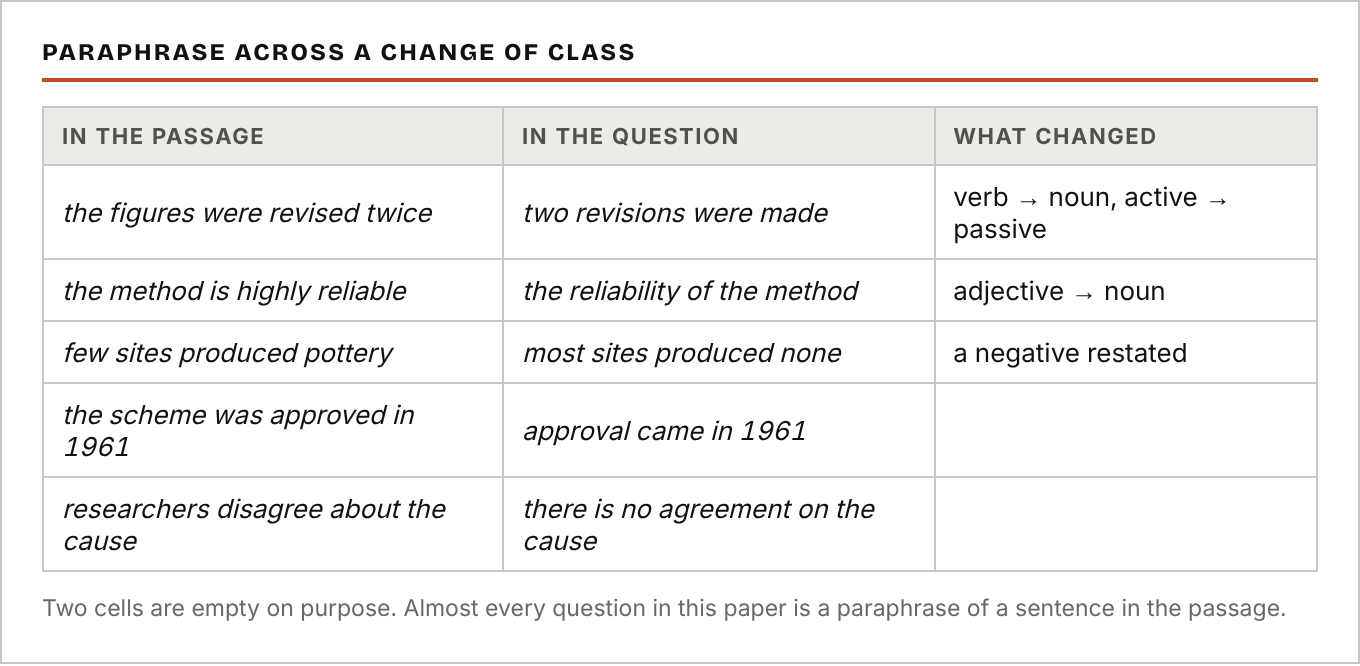 PARAPHRASE ACROSS A CHANGE OF CLASS
IN THE PASSAGE
IN THE QUESTION
WHAT CHANGED
the figures were revised twice
two revisions were made
verb → noun, active →
passive
the method is highly reliable
the reliability of the method
adjective → noun
few sites produced pottery
most sites produced none
a negative restated
the scheme was approved in
1961
approval came in 1961
researchers disagree about the
cause
there is no agreement on the
cause
Two cells are empty on purpose. Almost every question in this paper is a paraphrase of a sentence in the passage.